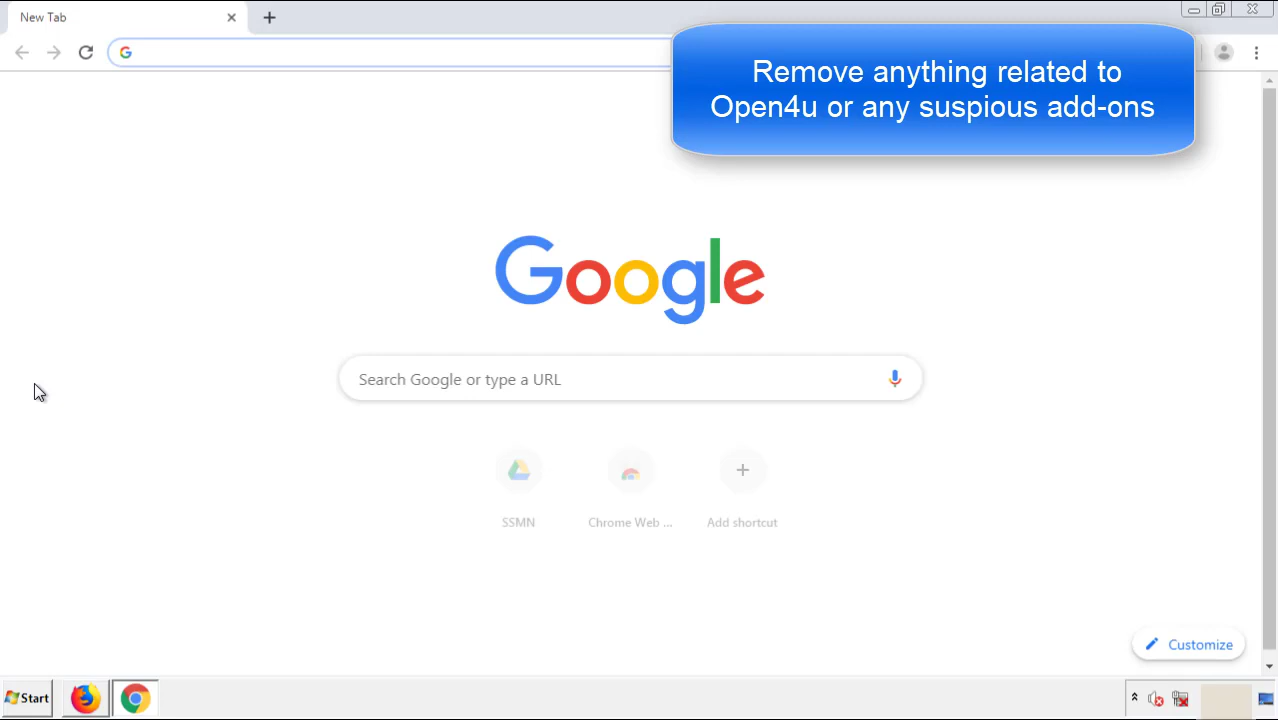 New Tab
Remove anything related to
Open4u or any suspious add-ons
Google
Search Google or type a URL
SSMN
Chrome Web ...
Add shortcut
Customize
Start